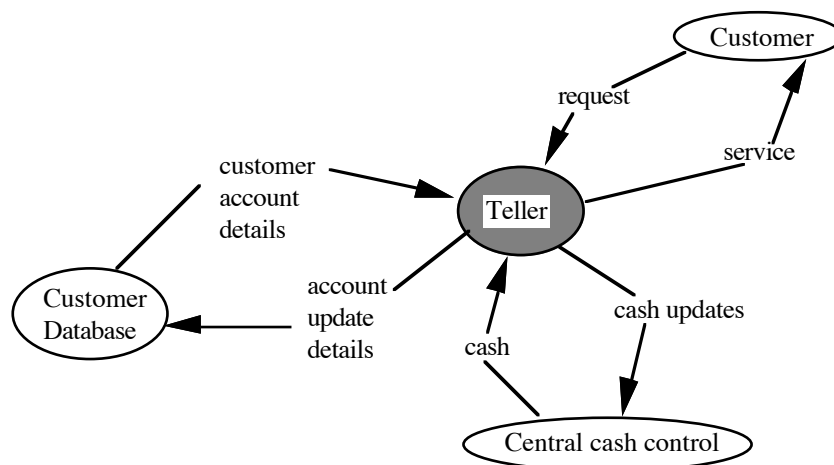 Customer
request
service
customer
account
details
Teller
Customer
Database
account
update
details
cash
cash updates
Central cash control